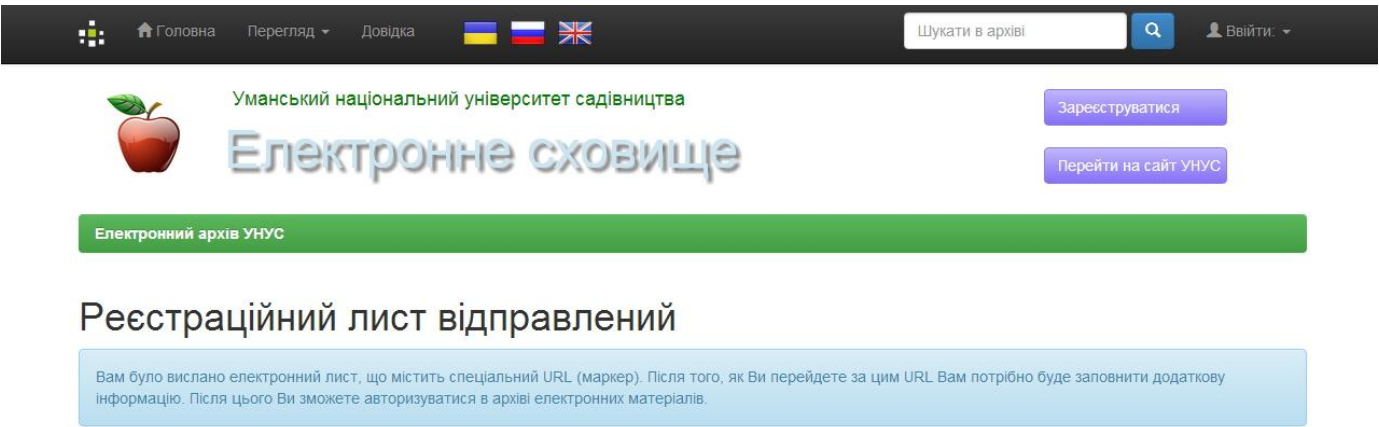 Головна Перегляд Довідка Шукати в архіві Ввійти:
Уманський національний університет садівництва
Зареєструватися
Електронне сховище
Перейти на сайт УНУС
Електронний архів УНУС
Реєстраційний лист відправлений
Вам було вислано електронний лист, що містить спеціальний URL (маркер). Після того, як Ви перейдете за цим URL Вам потрібно буде заповнити додаткову
інформацію. Після цього Ви зможете авторизуватися в архіві електронних матеріалів.